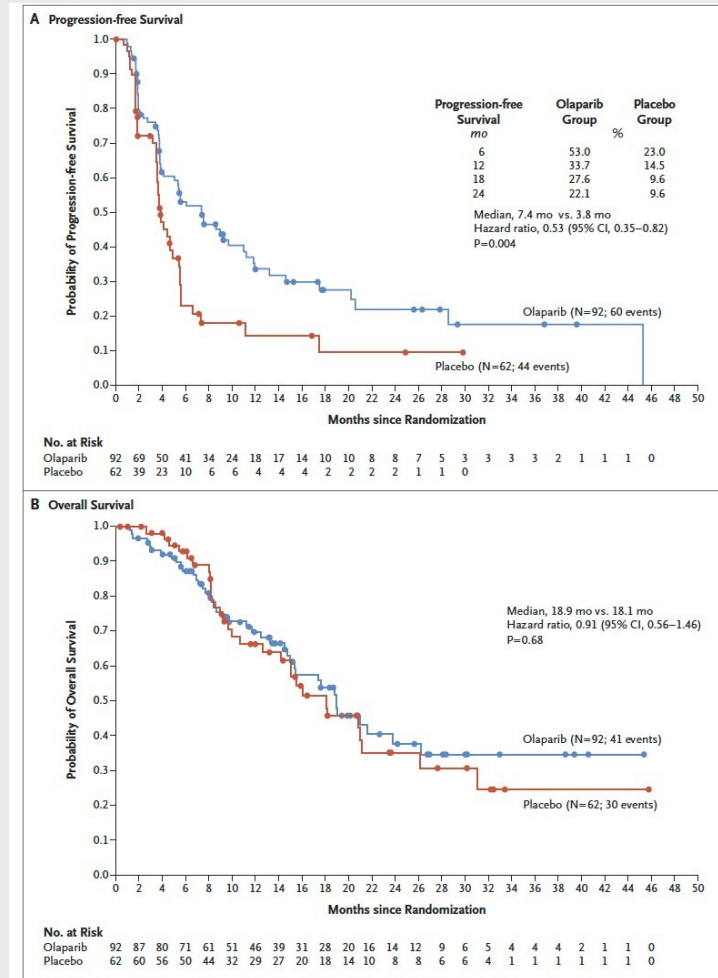 A Progression-free Survival
1.0
0.9
0.8
0.7
0.6
0.5
0.4
0.3
0.2
0.1
0.0
Probability of Progression-free Survival
Progression-free Survival mo Olaparib Group Placebo Group
%
6 53.0 23.0
12 33.7 14.5
18 27.6 9.6
24 22.1 9.6
Median, 7.4 mo vs. 3.8 mo
Hazard ratio, 0.53 (95% CI, 0.35–0.82)
P=0.004
Olaparib (N=92; 60 events)
Placebo (N=62; 44 events)
0 2 4 6 8 10 12 14 16 18 20 22 24 26 28 30 32 34 36 38 40 42 44 46 48 50
Months since Randomization
No. at Risk
Olaparib 92 69 50 41 34 24 18 17 14 10 10 8 8 7 5 3 3 3 3 2 1 1 1 0
Placebo 62 39 23 10 6 6 4 4 4 2 2 2 2 1 1 0
B Overall Survival
1.0
0.9
0.8
0.7
0.6
0.5
0.4
0.3
0.2
0.1
0.0
Probability of Overall Survival
Median, 18.9 mo vs. 18.1 mo
Hazard ratio, 0.91 (95% CI, 0.56–1.46)
P=0.68
Olaparib (N=92; 41 events)
Placebo (N=62; 30 events)
0 2 4 6 8 10 12 14 16 18 20 22 24 26 28 30 32 34 36 38 40 42 44 46 48 50
Months since Randomization
No. at Risk
Olaparib 92 87 80 71 61 51 46 39 31 28 20 16 14 12 9 6 5 4 4 4 2 1 1 0
Placebo 62 60 56 50 44 32 29 27 20 18 14 10 8 8 6 6 4 1 1 1 1 1 1 0